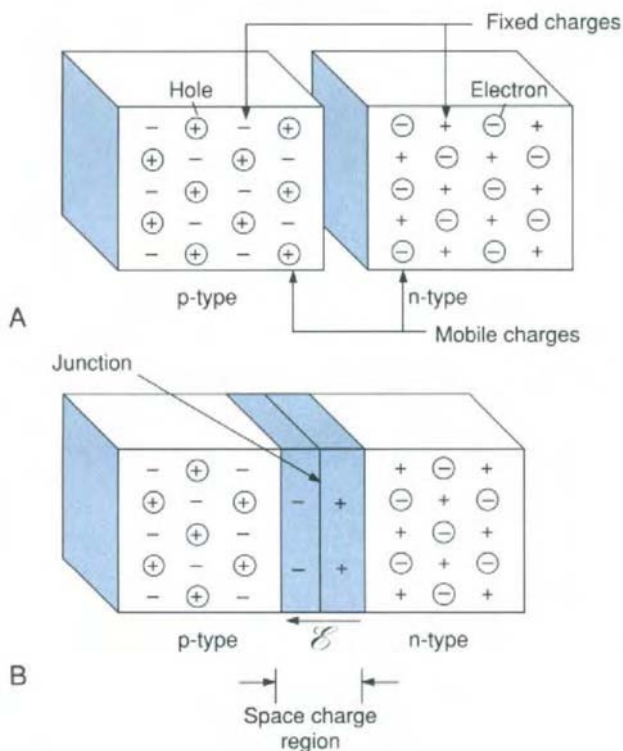 Fixed charges
Hole
Electron
− ⊕ − ⊕
⊖ + ⊖ +
⊕ − ⊕ −
+ ⊖ + ⊖
− ⊕ − ⊕
⊖ + ⊖ +
⊕ − ⊕ −
+ ⊖ + ⊖
− ⊕ − ⊕
⊖ + ⊖ +
p-type
n-type
A
Mobile charges
Junction
− ⊕ −
+ ⊖ +
⊕ − ⊕
− +
⊖ + ⊖
− ⊕ −
+ ⊖ +
⊕ − ⊕
− +
⊖ + ⊖
− ⊕ −
+ ⊖ +
p-type
ℰ
n-type
B
Space charge
region